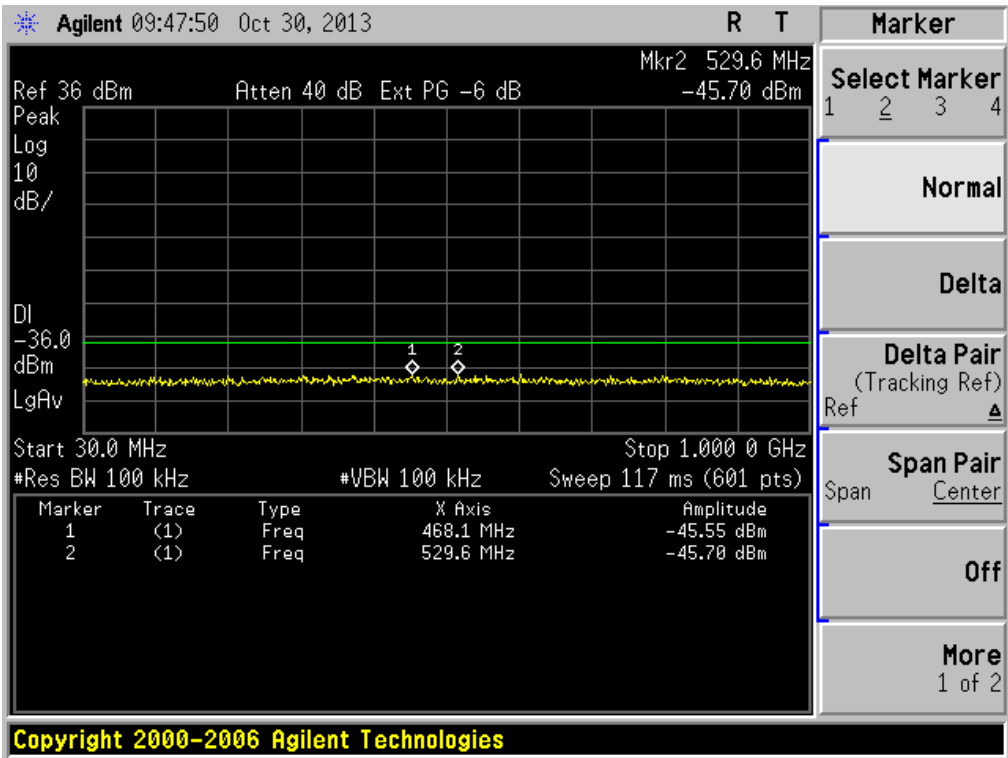 Agilent 09:47:50 Oct 30, 2013 R T
Mkr2 529.6 MHz
Ref 36 dBm Atten 40 dB Ext PG -6 dB -45.70 dBm
Peak
Log
10
dB/
DI
-36.0
dBm
LgAv
1 2
Start 30.0 MHz Stop 1.000 0 GHz
#Res BW 100 kHz #VBW 100 kHz Sweep 117 ms (601 pts)
Marker Trace Type X Axis Amplitude
1 (1) Freq 468.1 MHz -45.55 dBm
2 (1) Freq 529.6 MHz -45.70 dBm
Marker
Select Marker
1 2 3 4
Normal
Delta
Delta Pair
(Tracking Ref)
Ref Δ
Span Pair
Span Center
Off
More
1 of 2
Copyright 2000-2006 Agilent Technologies